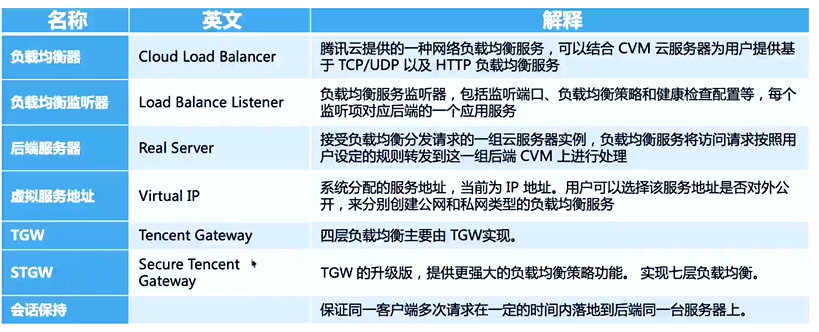 名称 英文 解释
负载均衡器 Cloud Load Balancer 腾讯云提供的一种网络负载均衡服务，可以结合 CVM 云服务器为用户提供基
于 TCP/UDP 以及 HTTP 负载均衡服务
负载均衡监听器 Load Balance Listener 负载均衡服务监听器，包括监听端口、负载均衡策略和健康检查配置等，每个
监听项对应后端的一个应用服务
后端服务器 Real Server 接受负载均衡分发请求的一组云服务器实例，负载均衡服务将访问请求按照用
户设定的规则转发到这一组后端 CVM 上进行处理
虚拟服务地址 Virtual IP 系统分配的服务地址，当前为 IP 地址。用户可以选择该服务地址是否对外公
开，来分别创建公网和私网类型的负载均衡服务
TGW Tencent Gateway 四层负载均衡主要由 TGW实现。
STGW Secure Tencent
Gateway TGW 的升级版，提供更强大的负载均衡策略功能。 实现七层负载均衡。
会话保持 保证同一客户端多次请求在一定的时间内落地到后端同一台服务器上。